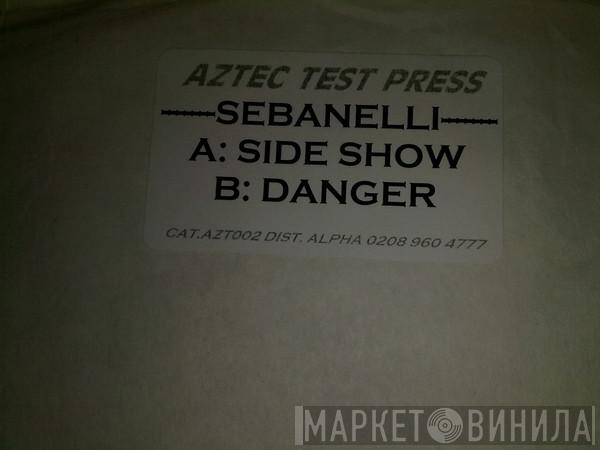 AZTEC TEST PRESS
SEBANELLI
A: SIDE SHOW
B: DANGER
CAT.AZT002 DIST. ALPHA 0208 960 4777
МАРКЕТ ВИНИЛА